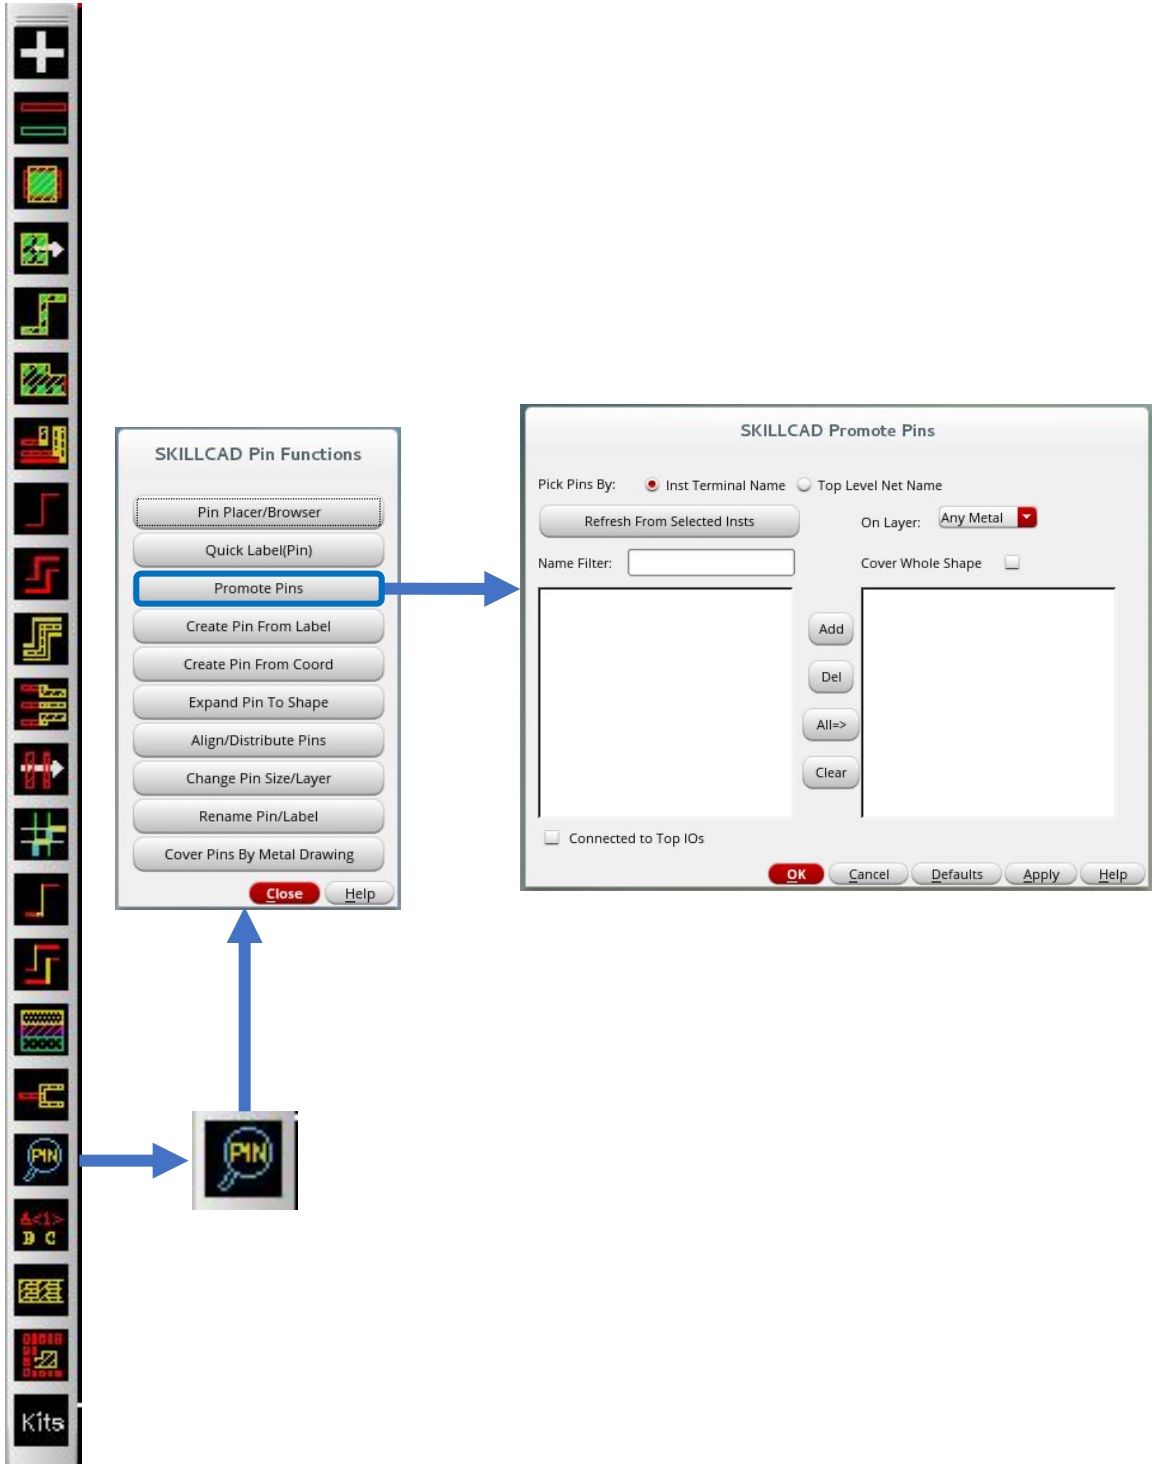 SKILLCAD Pin Functions
Pin Placer/Browser
Quick Label(Pin)
Promote Pins
Create Pin From Label
Create Pin From Coord
Expand Pin To Shape
Align/Distribute Pins
Change Pin Size/Layer
Rename Pin/Label
Cover Pins By Metal Drawing
Close Help
SKILLCAD Promote Pins
Pick Pins By: Inst Terminal Name Top Level Net Name
Refresh From Selected Insts On Layer: Any Metal
Name Filter: Cover Whole Shape
Add
Del
All=>
Clear
Connected to Top IOs
OK Cancel Defaults Apply Help
PIN
PIN
A<1>
B C
Kits